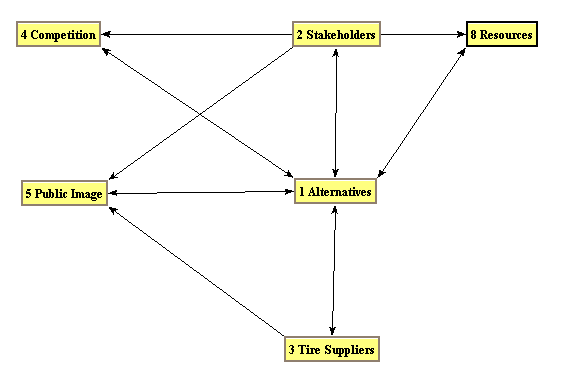 4 Competition
2 Stakeholders
8 Resources
5 Public Image
1 Alternatives
3 Tire Suppliers